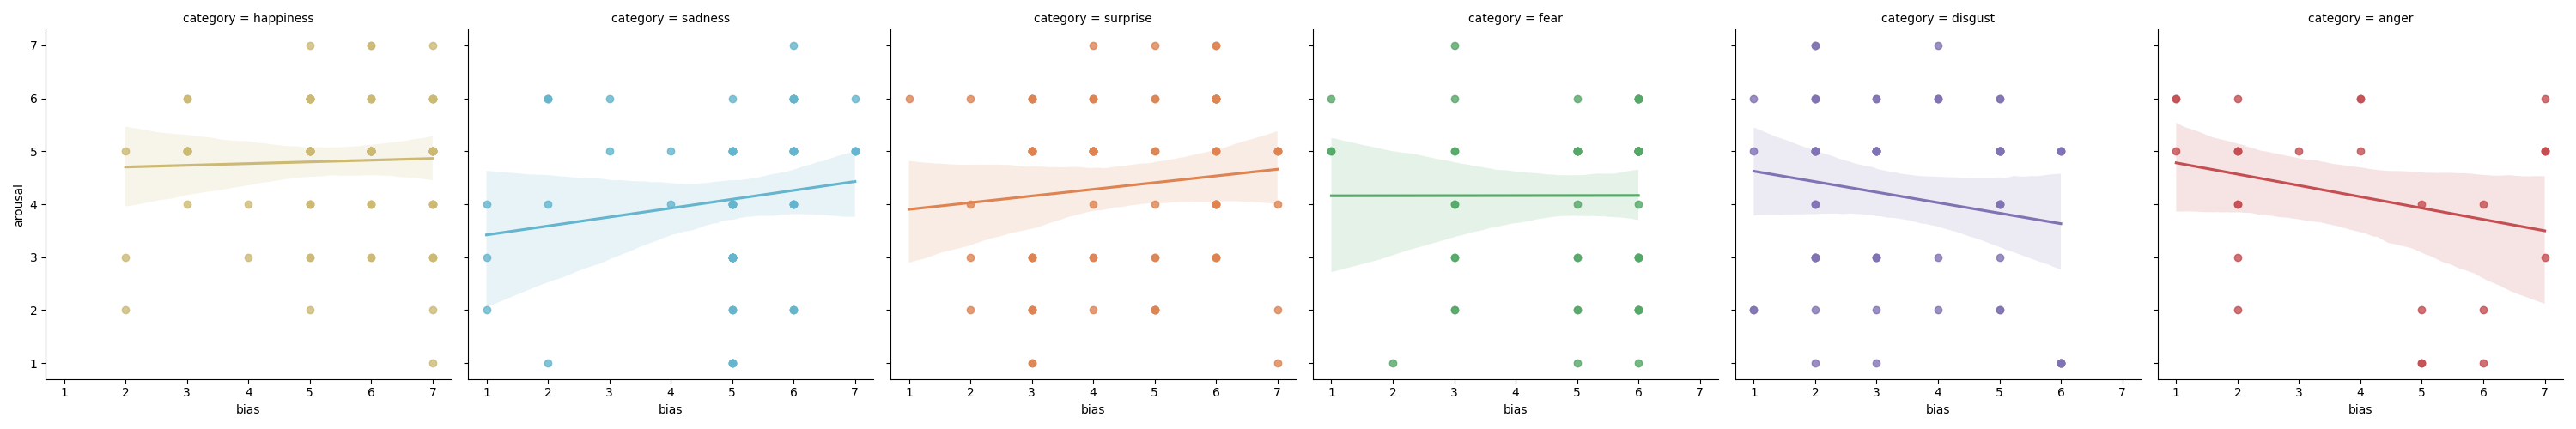 category = happiness
category = sadness
category = surprise
category = fear
category = disgust
category = anger
arousal
7
6
5
4
3
2
1
1 2 3 4 5 6 7
bias
1 2 3 4 5 6 7
bias
1 2 3 4 5 6 7
bias
1 2 3 4 5 6 7
bias
1 2 3 4 5 6 7
bias
1 2 3 4 5 6 7
bias